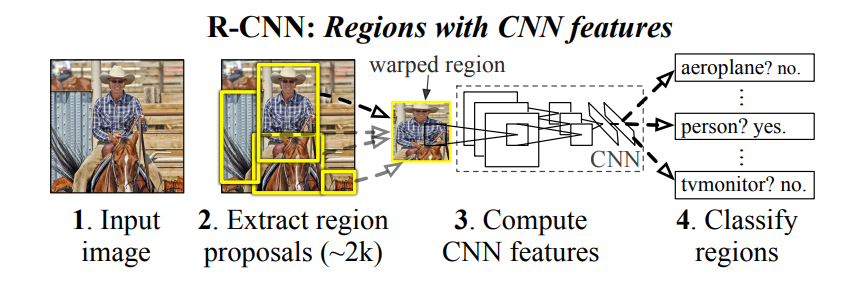 R-CNN: Regions with CNN features
warped region
aeroplane? no.
⋮
person? yes.
⋮
tvmonitor? no.
CNN
1. Input
image
2. Extract region
proposals (~2k)
3. Compute
CNN features
4. Classify
regions